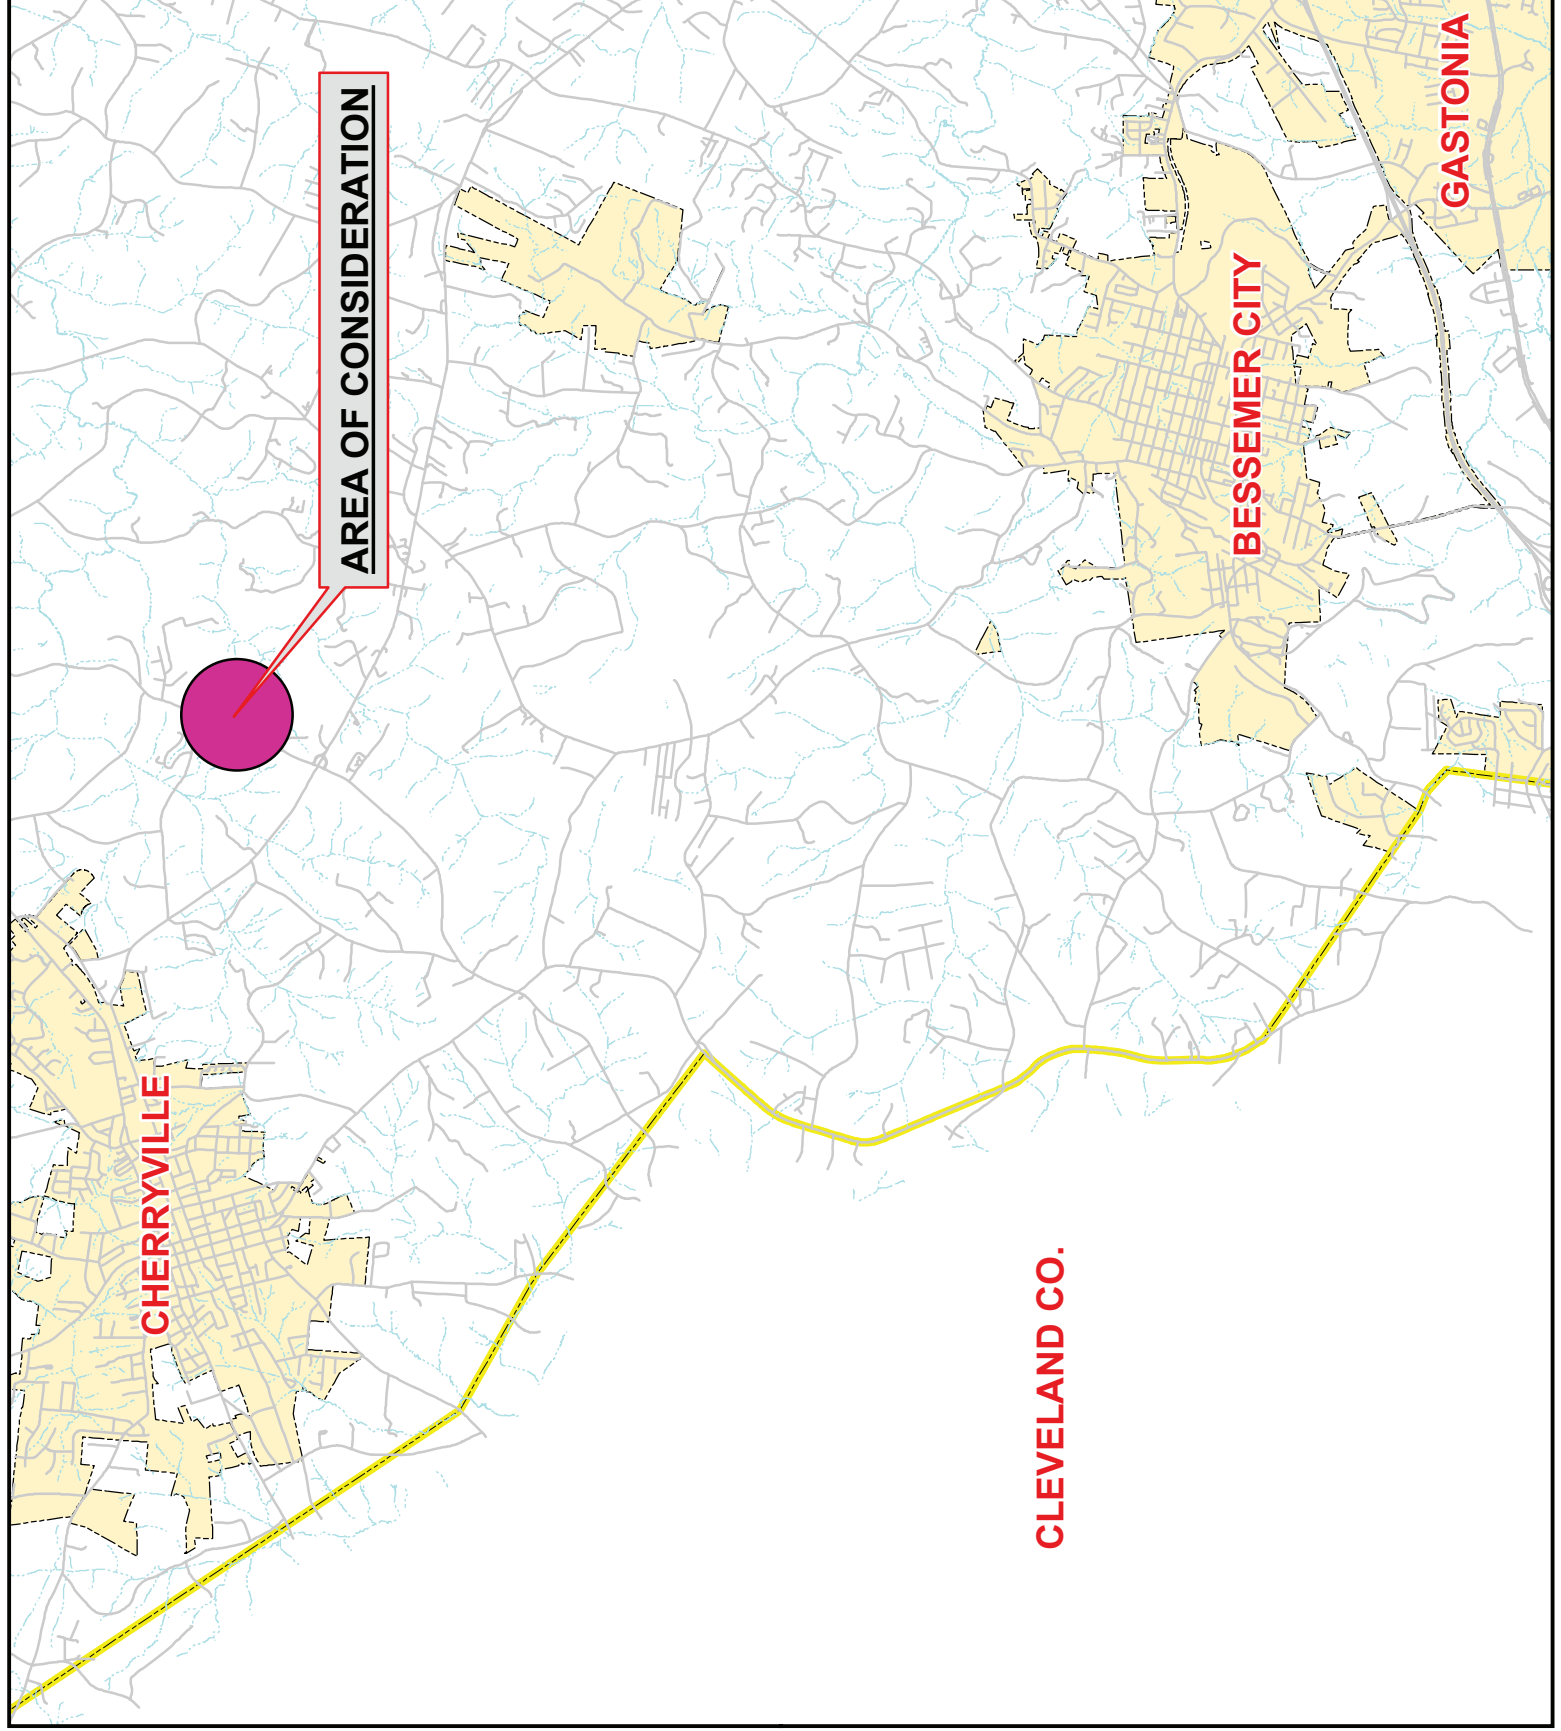 AREA OF CONSIDERATION
CHERRYVILLE
CLEVELAND CO.
BESSEMER CITY
GASTONIA